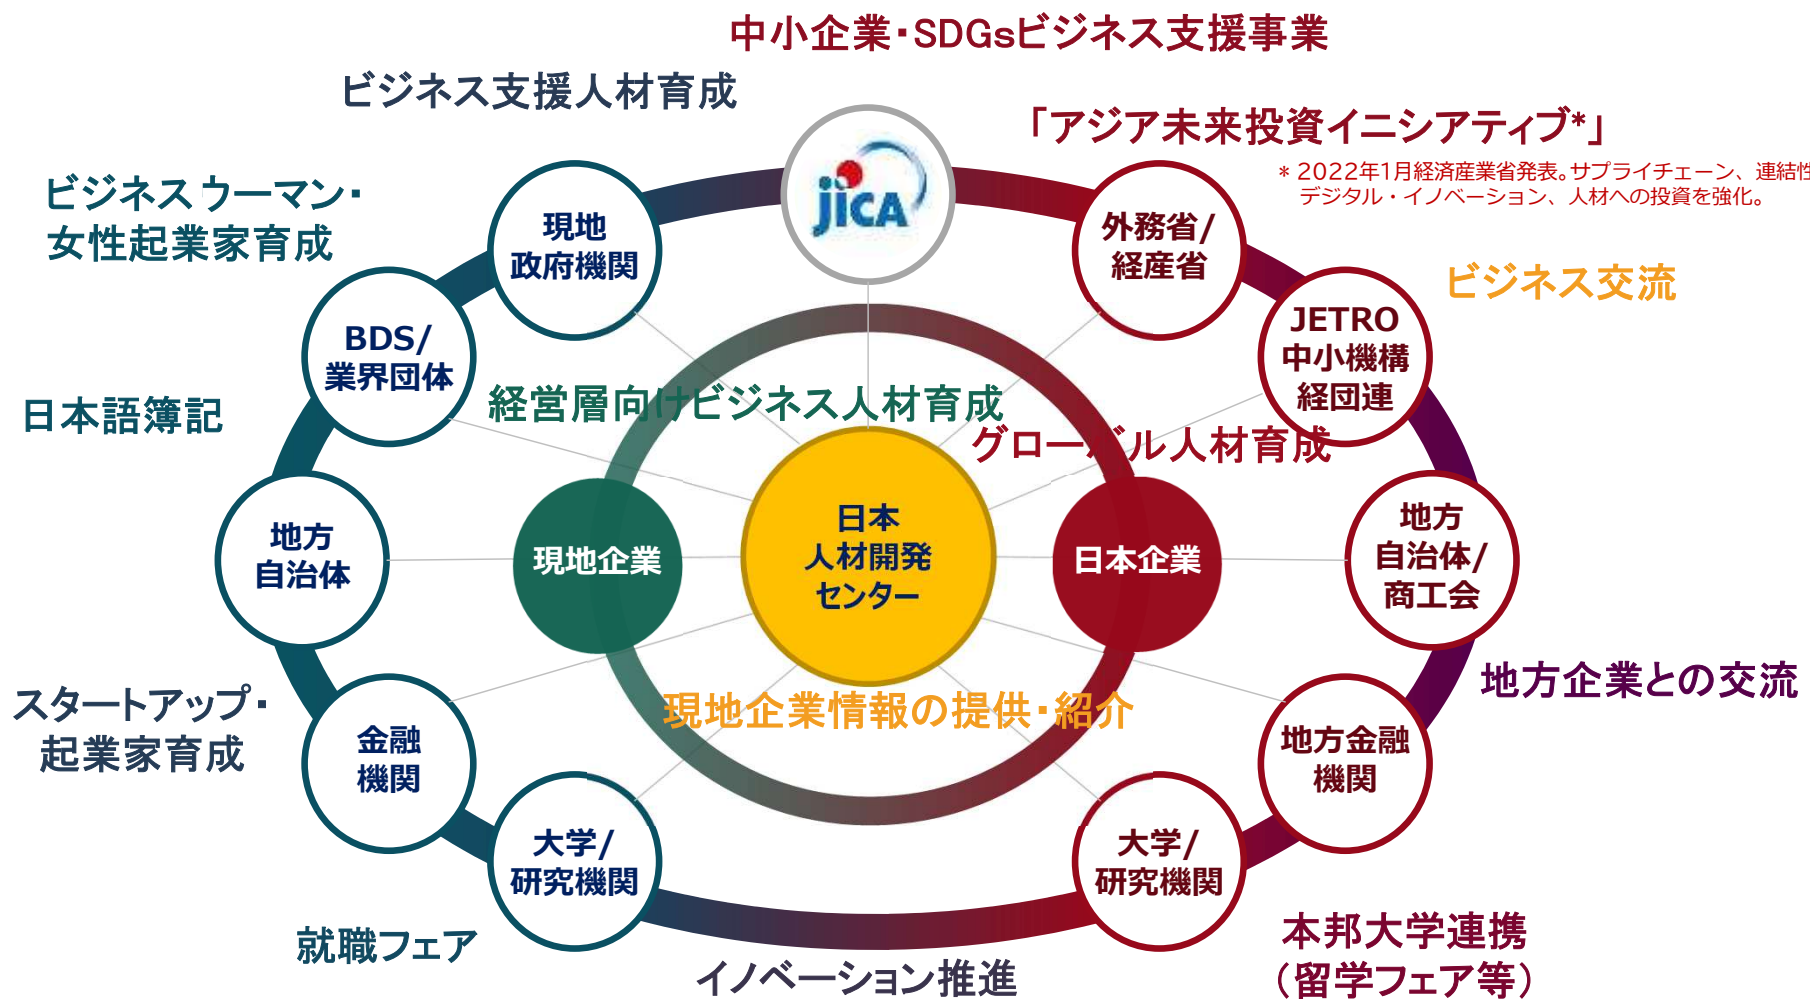 中小企業・SDGsビジネス支援事業
ビジネス支援人材育成
「アジア未来投資イニシアティブ*」
* 2022年1月経済産業省発表。サプライチェーン、連結性
デジタル・イノベーション、人材への投資を強化。
ビジネスウーマン・
女性起業家育成
jICA
現地
政府機関
外務省/
経産省
ビジネス交流
BDS/
業界団体
JETRO
中小機構
経団連
日本語簿記
経営層向けビジネス人材育成
グローバル人材育成
地方
自治体
現地企業
日本
人材開発
センター
日本企業
地方
自治体/
商工会
スタートアップ・
起業家育成
現地企業情報の提供・紹介
地方企業との交流
金融
機関
地方金融
機関
大学/
研究機関
大学/
研究機関
就職フェア
イノベーション推進
本邦大学連携
（留学フェア等）